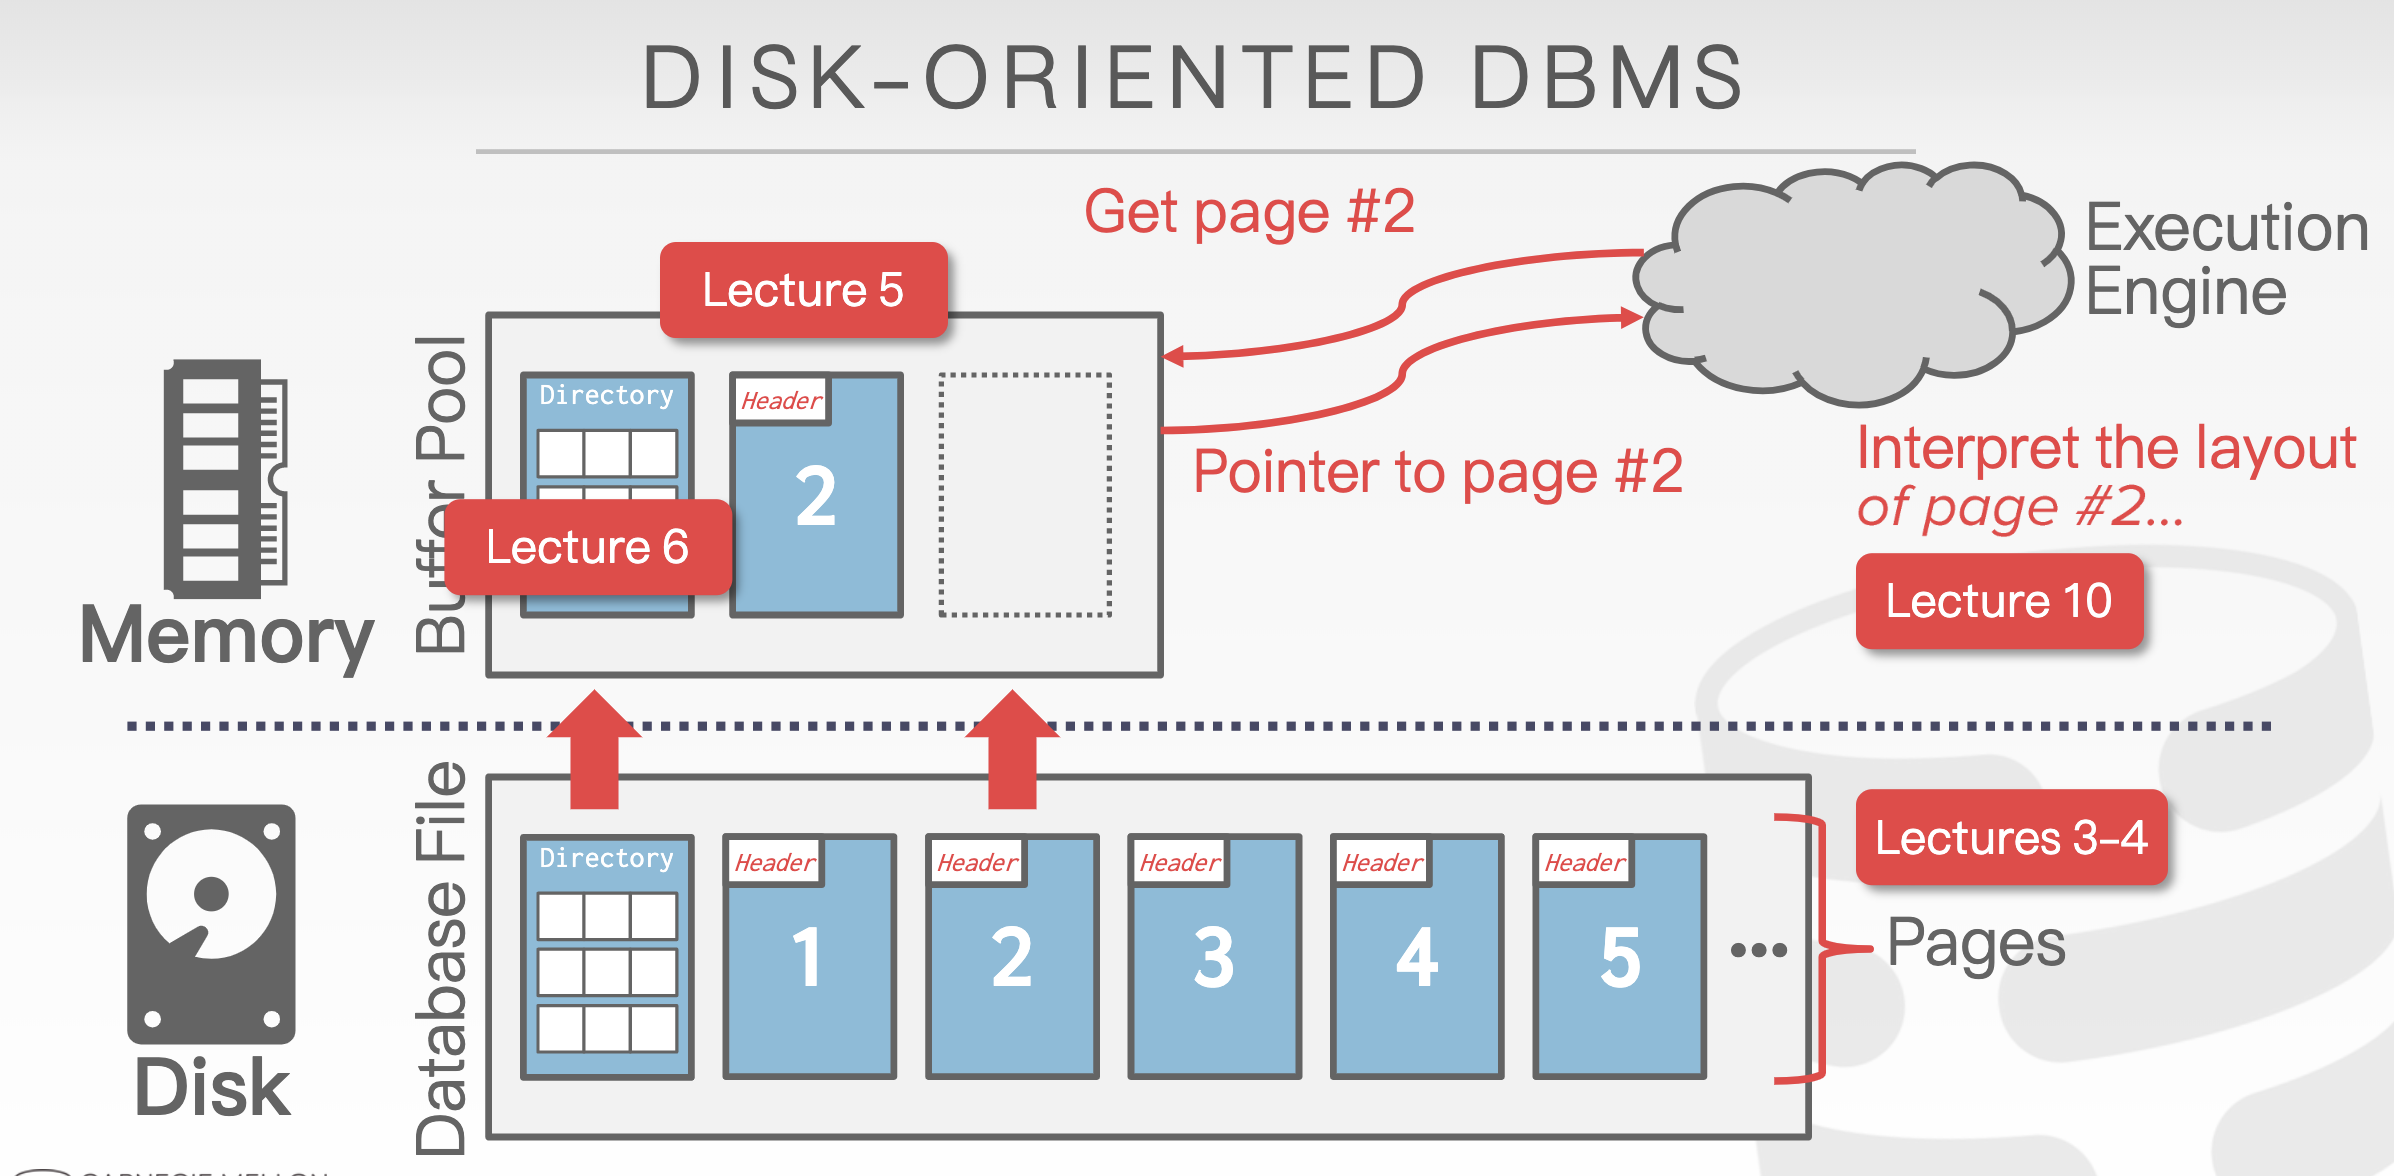 DISK-ORIENTED DBMS
Get page #2
Execution
Engine
Lecture 5
Buffer Pool
Directory
Header
2
Lecture 6
Pointer to page #2
Interpret the layout
of page #2...
Lecture 10
Memory
Database File
Directory
Header
1
Header
2
Header
3
Header
4
Header
5
...
Lectures 3-4
Pages
Disk
CARNEGIE MELLON